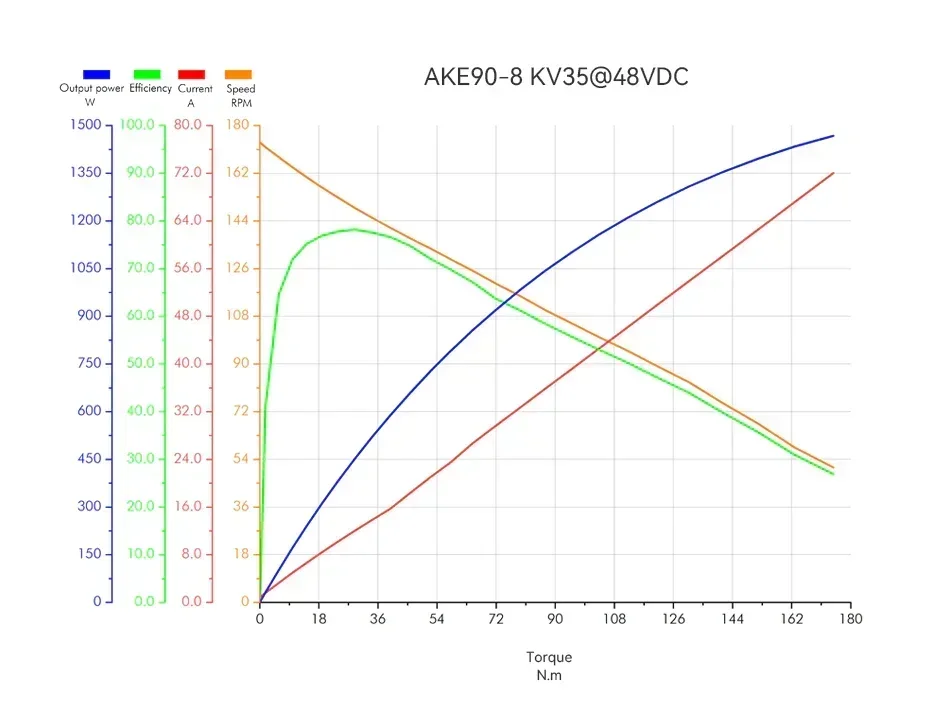 AKE90-8 KV35@48VDC
Output power Efficiency Current Speed
W A RPM
1500 100.0 80.0 180
1350 90.0 72.0 162
1200 80.0 64.0 144
1050 70.0 56.0 126
900 60.0 48.0 108
750 50.0 40.0 90
600 40.0 32.0 72
450 30.0 24.0 54
300 20.0 16.0 36
150 10.0 8.0 18
0 0.0 0.0 0
0 18 36 54 72 90 108 126 144 162 180
Torque
N.m